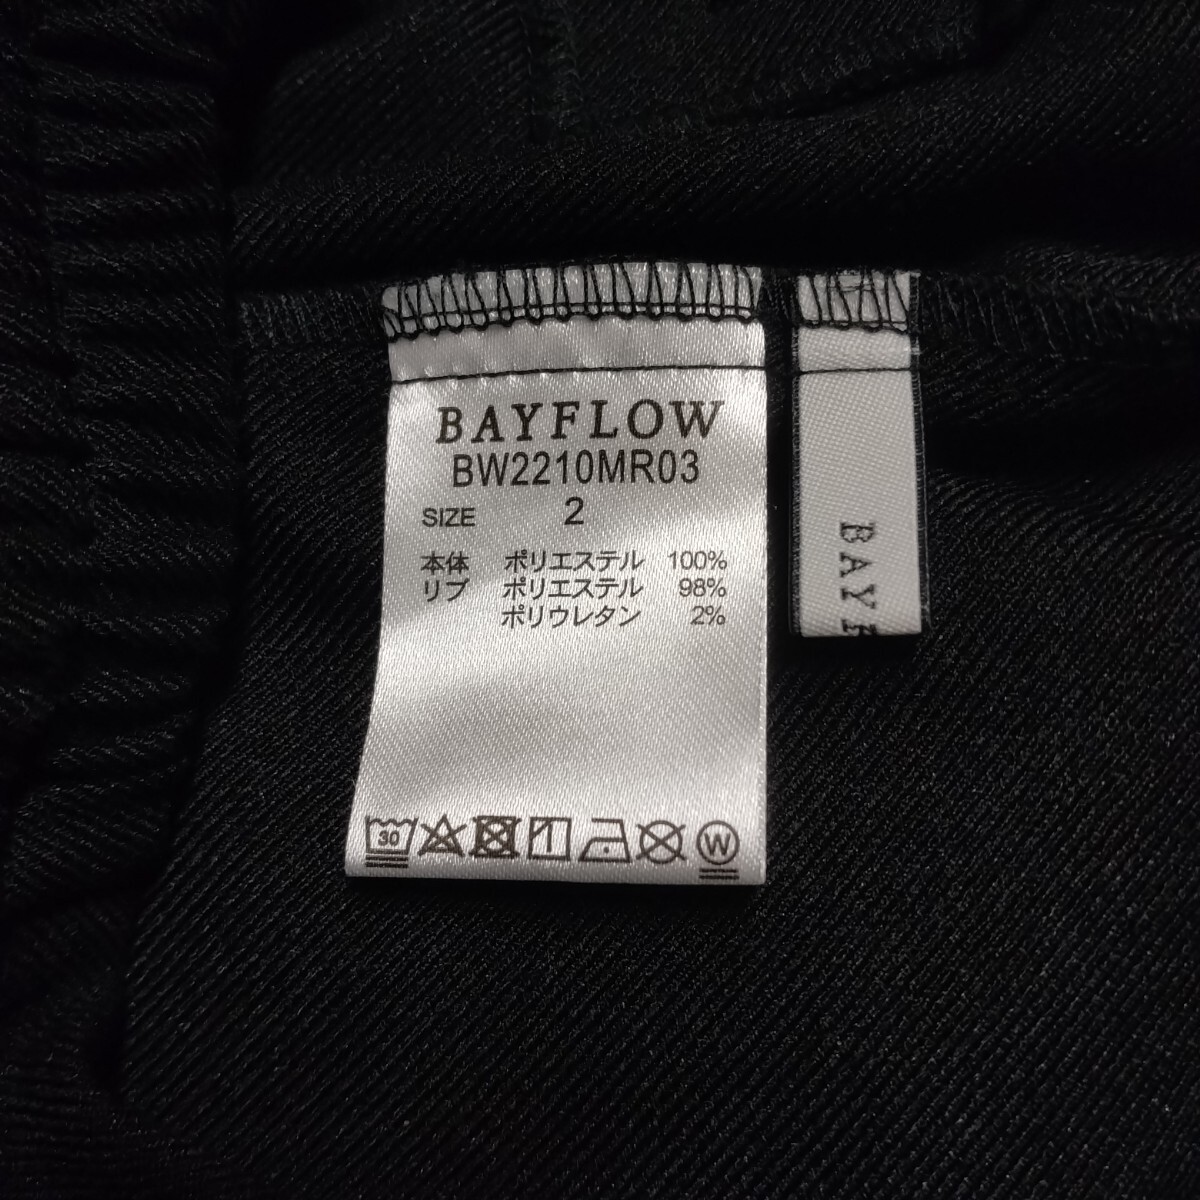 BAYFLOW
BW2210MR03
SIZE 2
本体 ポリエステル 100%
リブ ポリエステル 98%
ポリウレタン 2%
30
W
BAYF